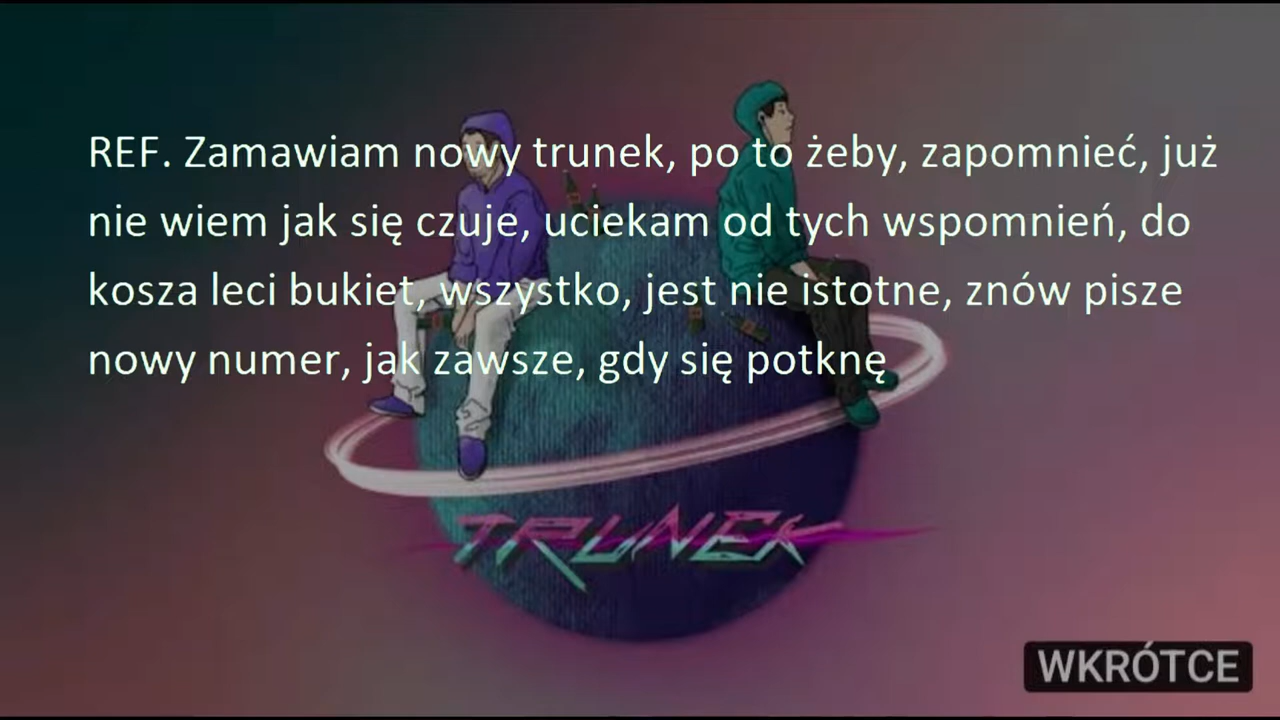 REF. Zamawiam nowy trunek, po to żeby, zapomnieć, już
nie wiem jak się czuje, uciekam od tych wspomnień, do
kosza leci bukiet, wszystko, jest nie istotne, znów pisze
nowy numer, jak zawsze, gdy się potknę
TRUNEK
WKRÓTCE